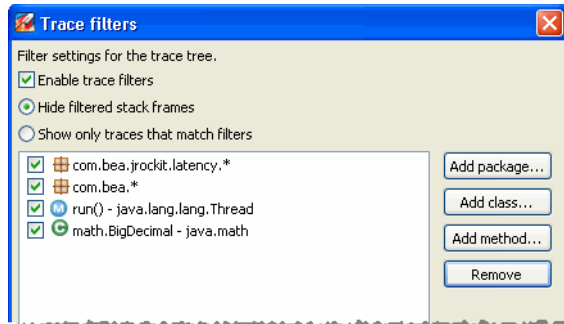 Trace filters
Filter settings for the trace tree.
Enable trace filters
Hide filtered stack frames
Show only traces that match filters
com.bea.jrockit.latency.*
com.bea.*
M run() - java.lang.lang.Thread
C math.BigDecimal - java.math
Add package...
Add class...
Add method...
Remove